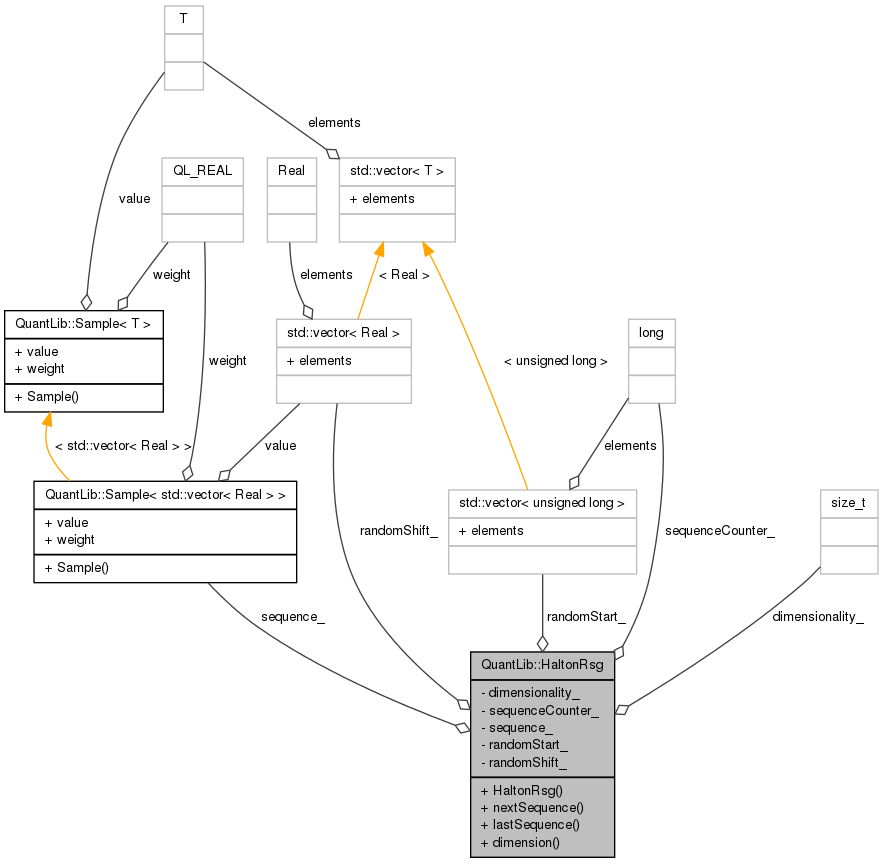 T
elements
QL_REAL
Real
std::vector< T >
+ elements
value
weight
elements
< Real >
QuantLib::Sample< T >
+ value
+ weight
+ Sample()
std::vector< Real >
+ elements
long
weight
< unsigned long >
< std::vector< Real > >
value
elements
QuantLib::Sample< std::vector< Real > >
+ value
+ weight
+ Sample()
randomShift_
std::vector< unsigned long >
+ elements
sequenceCounter_
size_t
sequence_
randomStart_
dimensionality_
QuantLib::HaltonRsg
- dimensionality_
- sequenceCounter_
- sequence_
- randomStart_
- randomShift_
+ HaltonRsg()
+ nextSequence()
+ lastSequence()
+ dimension()